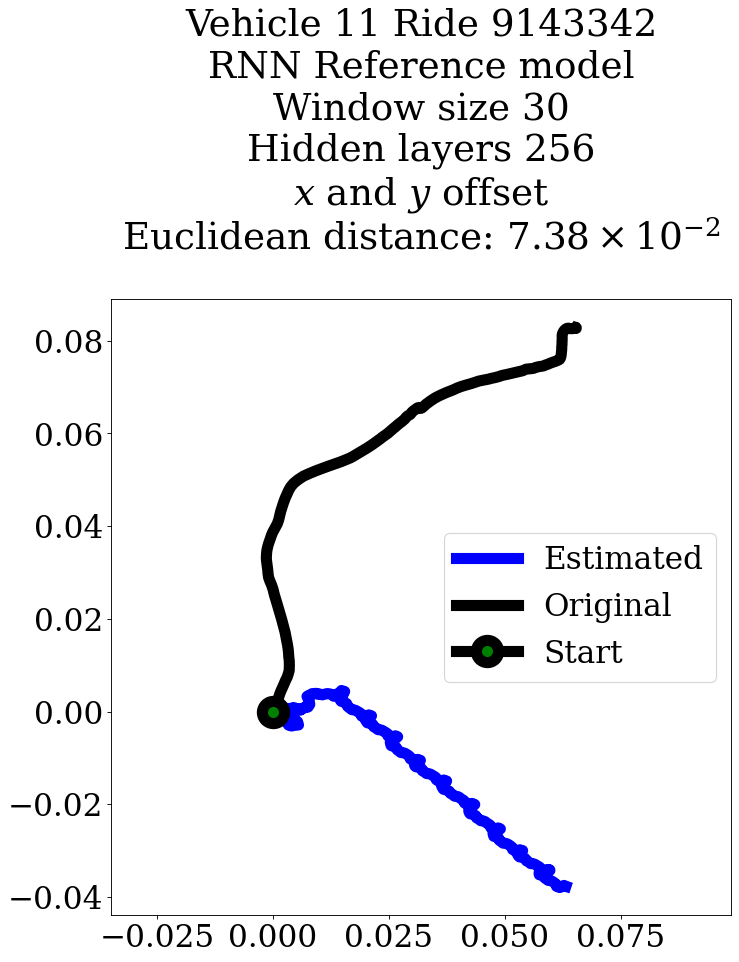 Vehicle 11 Ride 9143342
RNN Reference model
Window size 30
Hidden layers 256
x and y offset
Euclidean distance: 7.38 × 10⁻²
0.08
0.06
0.04
0.02
0.00
−0.02
−0.04
Estimated
Original
Start
−0.025 0.000 0.025 0.050 0.075